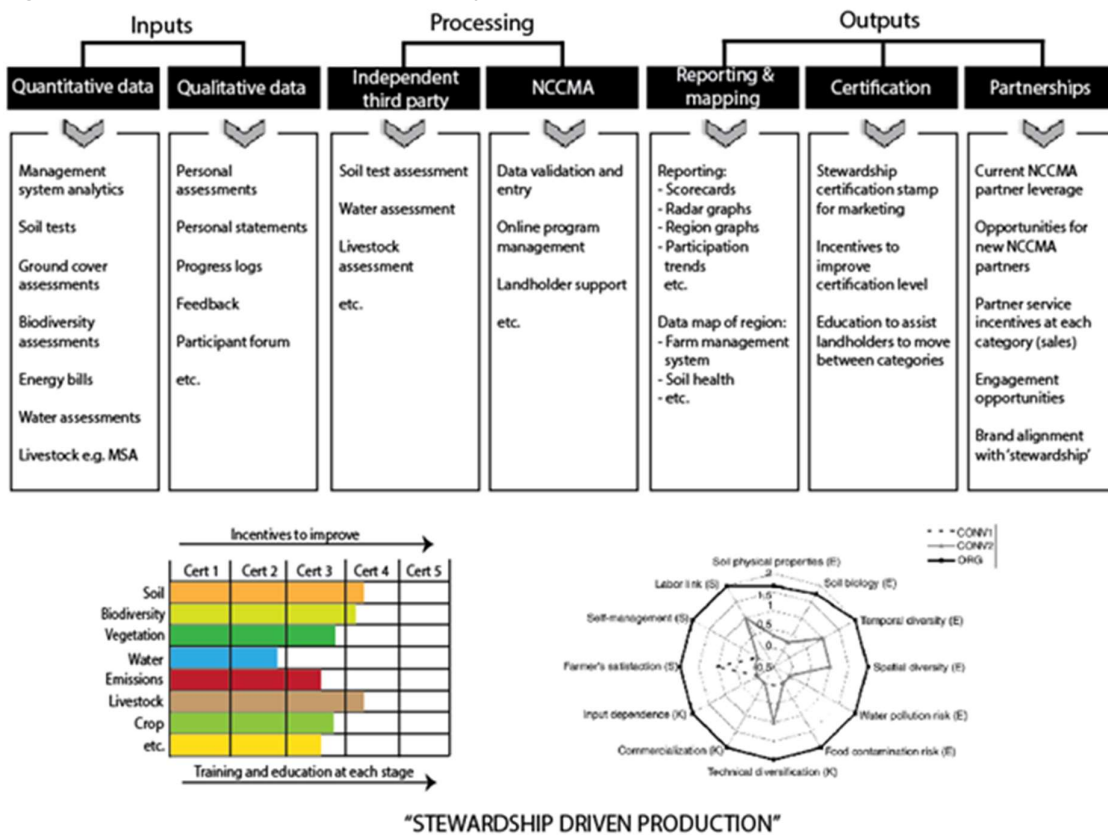 Inputs
Processing
Outputs
Quantitative data
Qualitative data
Independent
third party
NCCMA
Reporting &
mapping
Certification
Partnerships
Management
system analytics
Soil tests
Ground cover
assessments
Biodiversity
assessments
Energy bills
Water assessments
Livestock e.g. MSA
Personal
assessments
Personal statements
Progress logs
Feedback
Participant forum
etc.
Soil test assessment
Water assessment
Livestock
assessment
etc.
Data validation and
entry
Online program
management
Landholder support
etc.
Reporting:
- Scorecards
- Radar graphs
- Region graphs
- Participation
trends
etc.
Data map of region:
- Farm management
system
- Soil health
- etc.
Stewardship
certification stamp
for marketing
Incentives to
improve
certification level
Education to assist
landholders to move
between categories
Current NCCMA
partner leverage
Opportunities for
new NCCMA
partners
Partner service
incentives at each
category (sales)
Engagement
opportunities
Brand alignment
with 'stewardship'
Incentives to improve
Cert 1 Cert 2 Cert 3 Cert 4 Cert 5
Soil
Biodiversity
Vegetation
Water
Emissions
Livestock
Crop
etc.
Training and education at each stage
CONV1
CONV2
ORG
Soil physical properties (E)
Soil biology (E)
Temporal diversity (E)
Spatial diversity (E)
Water pollution risk (E)
Food contamination risk (E)
Technical diversification (K)
Commercialization (K)
Input dependence (K)
Farmer's satisfaction (S)
Self-management (S)
Labor link (S)
2
1.5
1
0.5
0
-0.5
"STEWARDSHIP DRIVEN PRODUCTION"